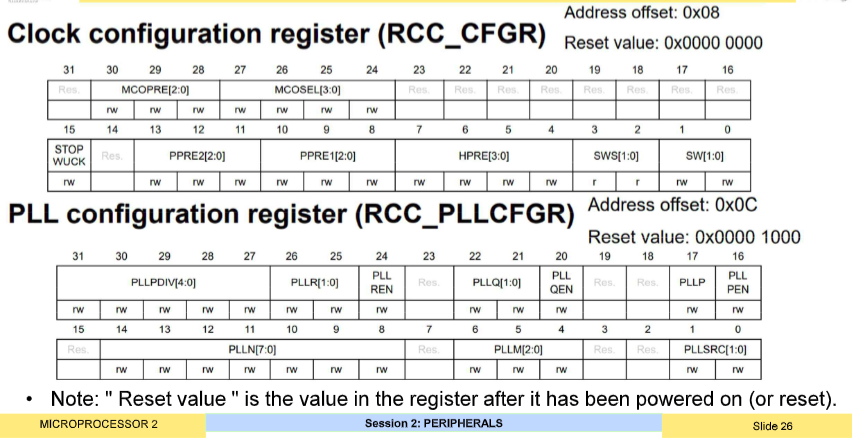 Address offset: 0x08
Clock configuration register (RCC_CFGR) Reset value: 0x0000 0000
31 30 29 28 27 26 25 24 23 22 21 20 19 18 17 16
Res. MCOPRE[2:0] MCOSEL[3:0] Res. Res. Res. Res. Res. Res. Res. Res.
rw rw rw rw rw rw rw
15 14 13 12 11 10 9 8 7 6 5 4 3 2 1 0
STOP
WUCK Res. PPRE2[2:0] PPRE1[2:0] HPRE[3:0] SWS[1:0] SW[1:0]
rw rw rw rw rw rw rw rw rw rw rw r r rw rw
PLL configuration register (RCC_PLLCFGR) Address offset: 0x0C
Reset value: 0x0000 1000
31 30 29 28 27 26 25 24 23 22 21 20 19 18 17 16
PLLPDIV[4:0] PLLR[1:0] PLL REN Res. PLLQ[1:0] PLL QEN Res. Res. PLLP PLL PEN
rw rw rw rw rw rw rw rw rw rw rw rw rw
15 14 13 12 11 10 9 8 7 6 5 4 3 2 1 0
Res. PLLN[7:0] Res. PLLM[2:0] Res. Res. PLLSRC[1:0]
rw rw rw rw rw rw rw rw rw rw rw rw
• Note: " Reset value " is the value in the register after it has been powered on (or reset).
MICROPROCESSOR 2 Session 2: PERIPHERALS Slide 26